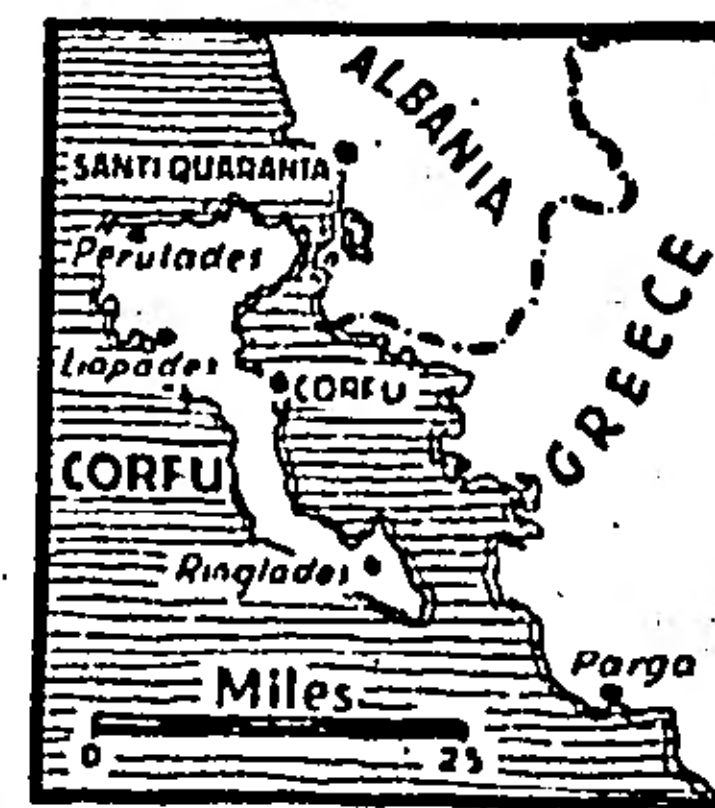 ALBANIA
SANTI QUARANTA
Perulades
GREECE
Liapades
CORFU
CORFU
Ringlades
Parga
Miles
0 25